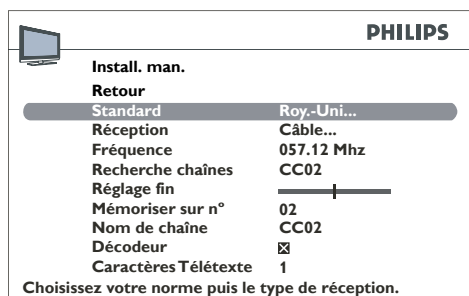 PHILIPS
Install. man.
Retour
Standard Roy.-Uni...
Réception Câble...
Fréquence 057.12 Mhz
Recherche chaînes CC02
Réglage fin
Mémoriser sur nº 02
Nom de chaîne CC02
Décodeur
Caractères Télétexte 1
Choisissez votre norme puis le type de réception.